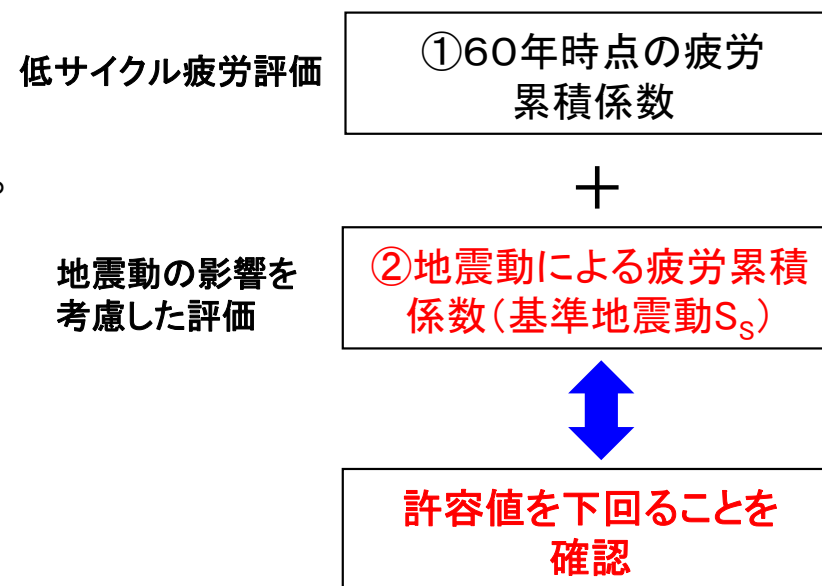 低サイクル疲労評価
①60年時点の疲労
累積係数
。
＋
地震動の影響を
考慮した評価
②地震動による疲労累積
係数(基準地震動SS)
許容値を下回ることを
確認